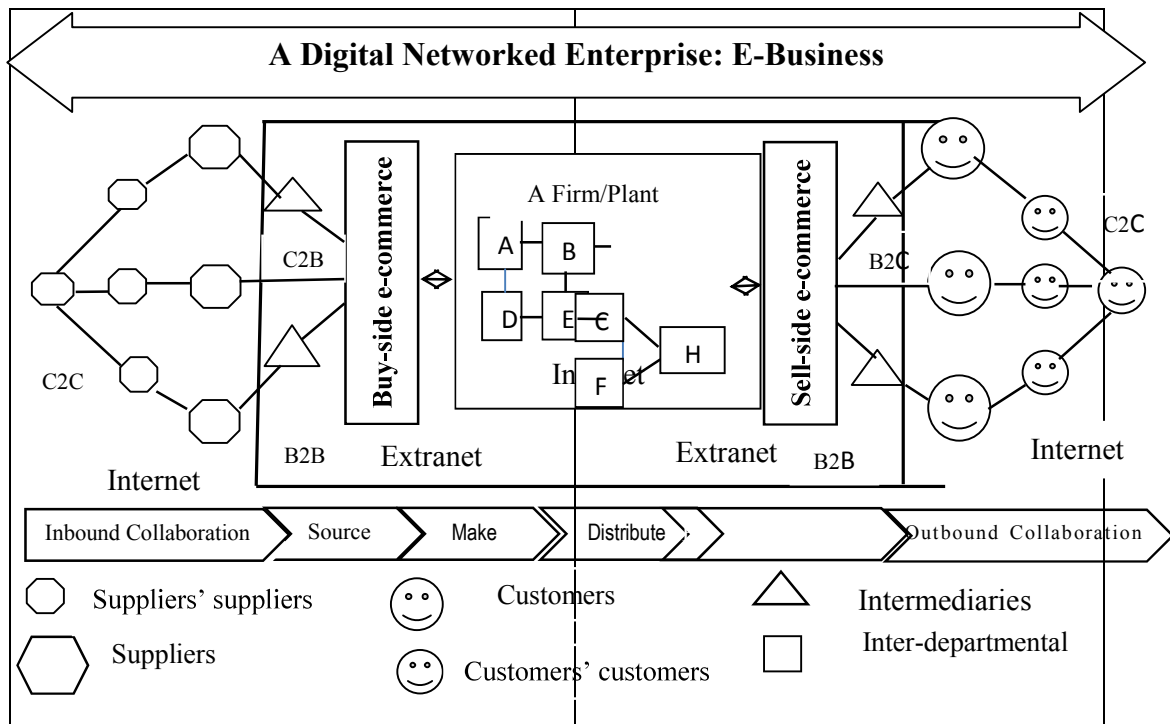 A Digital Networked Enterprise: E-Business
Buy-side e-commerce
Sell-side e-commerce
A Firm/Plant
A
B
D
E
C
F
H
C2B
B2C
C2C
C2C
B2B
B2B
Extranet
Extranet
Internet
Internet
Inbound Collaboration
Source
Make
Distribute
Outbound Collaboration
Suppliers' suppliers
Customers
Intermediaries
Suppliers
Customers' customers
Inter-departmental